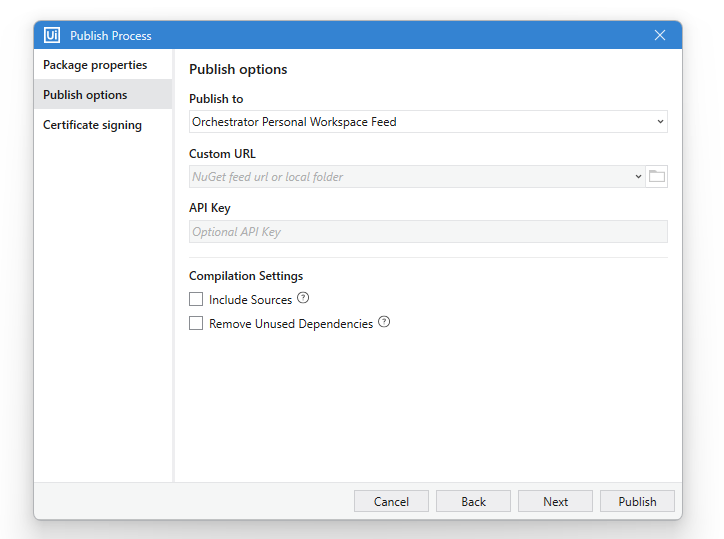 Ui Publish Process
Package properties
Publish options
Certificate signing
Publish options
Publish to
Orchestrator Personal Workspace Feed
Custom URL
NuGet feed url or local folder
API Key
Optional API Key
Compilation Settings
Include Sources ?
Remove Unused Dependencies ?
Cancel Back Next Publish